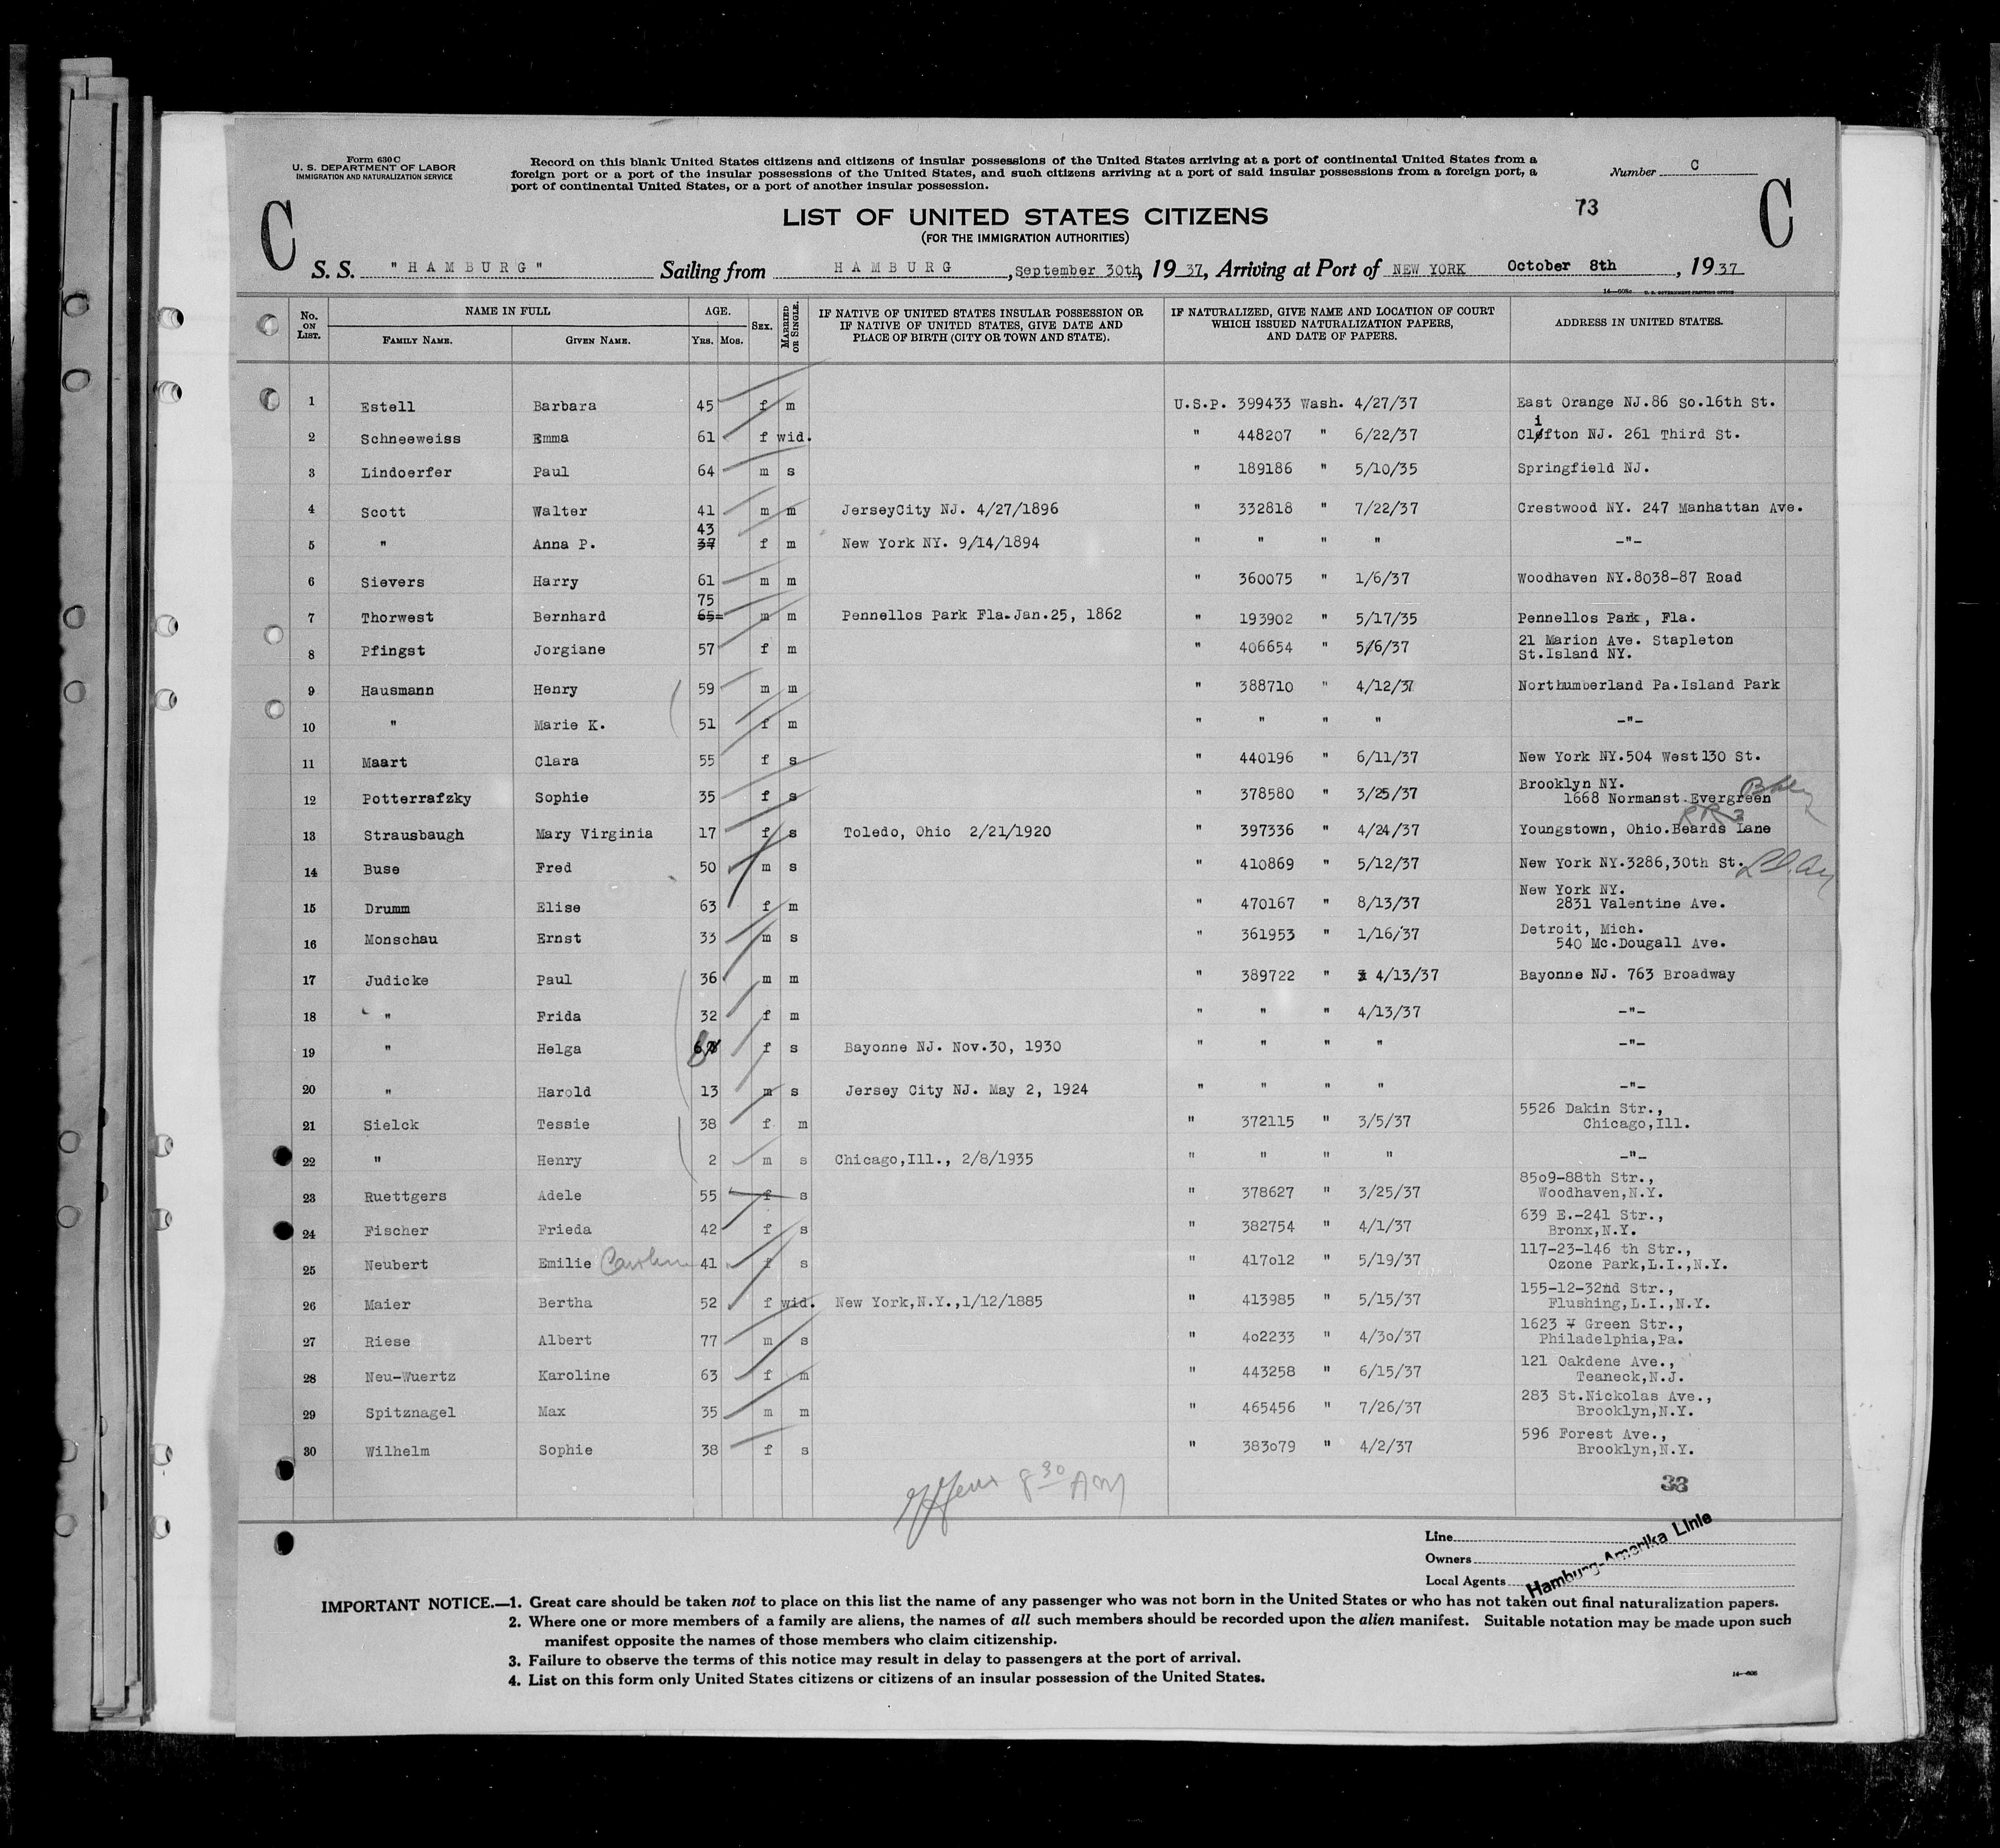 Form 630 C
U. S. DEPARTMENT OF LABOR
IMMIGRATION AND NATURALIZATION SERVICE
Record on this blank United States citizens and citizens of insular possessions of the United States arriving at a port of continental United States from a
foreign port or a port of the insular possessions of the United States, and such citizens arriving at a port of said insular possessions from a foreign port, a
port of continental United States, or a port of another insular possession.
Number C
73
C C
LIST OF UNITED STATES CITIZENS
(FOR THE IMMIGRATION AUTHORITIES)
S. S. "HAMBURG" Sailing from HAMBURG, September 30th, 1937, Arriving at Port of NEW YORK October 8th, 1937
No. ON LIST. NAME IN FULL AGE. SEX. MARRIED OR SINGLE. IF NATIVE OF UNITED STATES INSULAR POSSESSION OR IF NATIVE OF UNITED STATES, GIVE DATE AND PLACE OF BIRTH (CITY OR TOWN AND STATE). IF NATURALIZED, GIVE NAME AND LOCATION OF COURT WHICH ISSUED NATURALIZATION PAPERS, AND DATE OF PAPERS. ADDRESS IN UNITED STATES.
FAMILY NAME. GIVEN NAME. YRS. MOS.
1 Estell Barbara 45 f m U.S.P. 399433 Wash. 4/27/37 East Orange NJ.86 So.16th St.
2 Schneeweiss Emma 61 f wid. " 448207 " 6/22/37 Clifton NJ. 261 Third St.
3 Lindoerfer Paul 64 m s " 189186 " 5/10/35 Springfield NJ.
4 Scott Walter 41 m m JerseyCity NJ. 4/27/1896 " 332818 " 7/22/37 Crestwood NY. 247 Manhattan Ave.
5 " Anna P. 43 37 f m New York NY. 9/14/1894 " " " " -"-
6 Sievers Harry 61 m m " 360075 " 1/6/37 Woodhaven NY.8038-87 Road
7 Thorwest Bernhard 75 65 m m Pennellos Park Fla.Jan.25, 1862 " 193902 " 5/17/35 Pennellos Park, Fla.
8 Pfingst Jorgiane 57 f m " 406654 " 5/6/37 21 Marion Ave. Stapleton
St.Island NY.
9 Hausmann Henry 59 m m " 388710 " 4/12/37 Northumberland Pa.Island Park
10 " Marie K. 51 f m " " " " -"-
11 Maart Clara 55 f s " 440196 " 6/11/37 New York NY.504 West130 St.
12 Potterrafzky Sophie 35 f s " 378580 " 3/25/37 Brooklyn NY.
1668 Normanst.Evergreen
RR 3
13 Strausbaugh Mary Virginia 17 f s Toledo, Ohio 2/21/1920 " 397336 " 4/24/37 Youngstown, Ohio.Beards Lane
14 Buse Fred 50 m s " 410869 " 5/12/37 New York NY.3286,30th St.
15 Drumm Elise 63 f m " 470167 " 8/13/37 New York NY.
2831 Valentine Ave.
16 Monschau Ernst 33 m s " 361953 " 1/16/37 Detroit, Mich.
540 Mc.Dougall Ave.
17 Judicke Paul 36 m m " 389722 " 4/13/37 Bayonne NJ. 763 Broadway
18 " Frida 32 f m " " " 4/13/37 -"-
19 " Helga 6 f s Bayonne NJ. Nov.30, 1930 " " " " -"-
20 " Harold 13 m s Jersey City NJ. May 2, 1924 " " " " -"-
21 Sielck Tessie 38 f m " 372115 " 3/5/37 5526 Dakin Str.,
Chicago,Ill.
22 " Henry 2 m s Chicago,Ill., 2/8/1935 " " " " -"-
23 Ruettgers Adele 55 f s " 378627 " 3/25/37 8509-88th Str.,
Woodhaven,N.Y.
24 Fischer Frieda 42 f s " 382754 " 4/1/37 639 E.-241 Str.,
Bronx,N.Y.
25 Neubert Emilie 41 f s " 417012 " 5/19/37 117-23-146 th Str.,
Ozone Park,L.I.,N.Y.
26 Maier Bertha 52 f wid. New York,N.Y.,1/12/1885 " 413985 " 5/15/37 155-12-32nd Str.,
Flushing,L.I.,N.Y.
27 Riese Albert 77 m s " 402233 " 4/30/37 1623 Green Str.,
Philadelphia,Pa.
28 Neu-Wuertz Karoline 63 f m " 443258 " 6/15/37 121 Oakdene Ave.,
Teaneck,N.J.
29 Spitznagel Max 35 m m " 465456 " 7/26/37 283 St.Nickolas Ave.,
Brooklyn,N.Y.
30 Wilhelm Sophie 38 f s " 383079 " 4/2/37 596 Forest Ave.,
Brooklyn,N.Y.
8 30 AM
33
Line
Owners
Local Agents
Hamburg-Amerika Linie
IMPORTANT NOTICE.—1. Great care should be taken not to place on this list the name of any passenger who was not born in the United States or who has not taken out final naturalization papers.
2. Where one or more members of a family are aliens, the names of all such members should be recorded upon the alien manifest. Suitable notation may be made upon such
manifest opposite the names of those members who claim citizenship.
3. Failure to observe the terms of this notice may result in delay to passengers at the port of arrival.
4. List on this form only United States citizens or citizens of an insular possession of the United States.